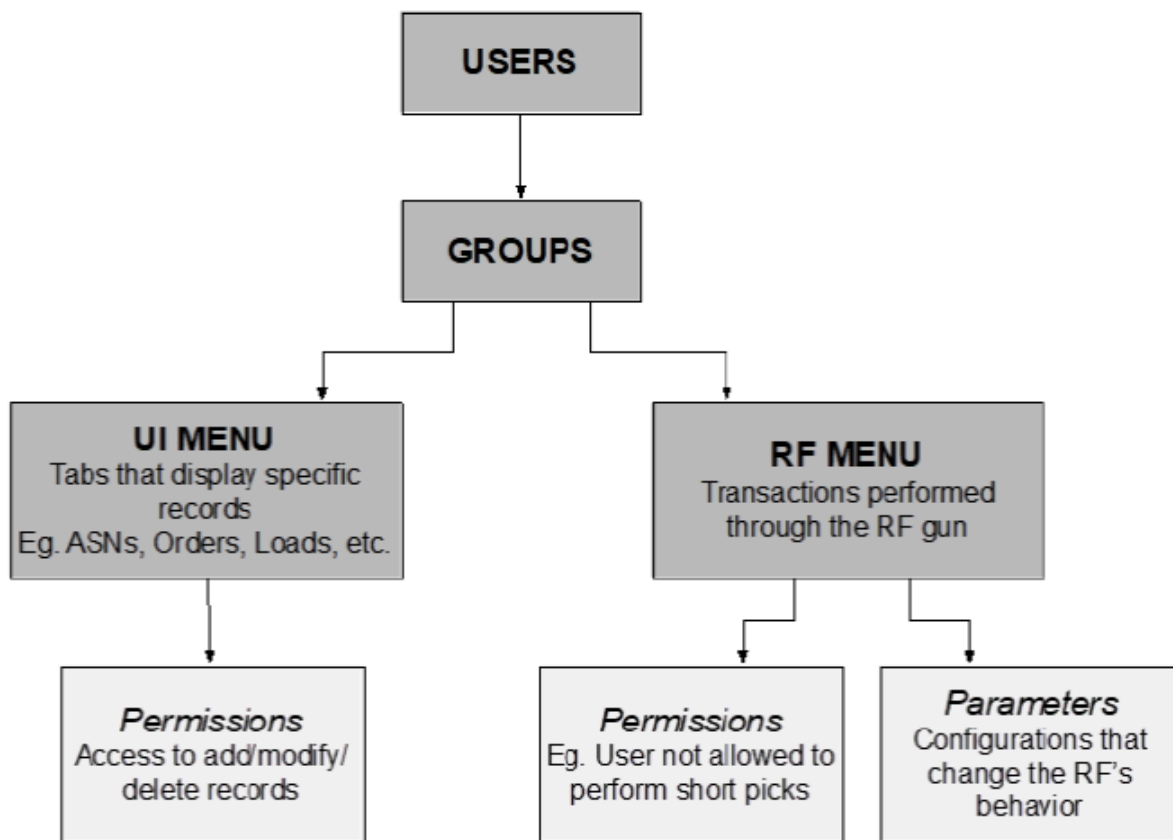 USERS
GROUPS
UI MENU
Tabs that display specific
records
Eg. ASNs, Orders, Loads, etc.
RF MENU
Transactions performed
through the RF gun
Permissions
Access to add/modify/
delete records
Permissions
Eg. User not allowed to
perform short picks
Parameters
Configurations that
change the RF's
behavior